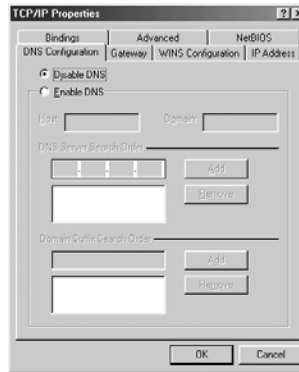 TCP/IP Properties
Bindings Advanced NetBIOS
DNS Configuration Gateway WINS Configuration IP Address
Disable DNS
Enable DNS
Host: Domain:
DNS Server Search Order
Add
Remove
Domain Suffix Search Order
Add
Remove
OK Cancel